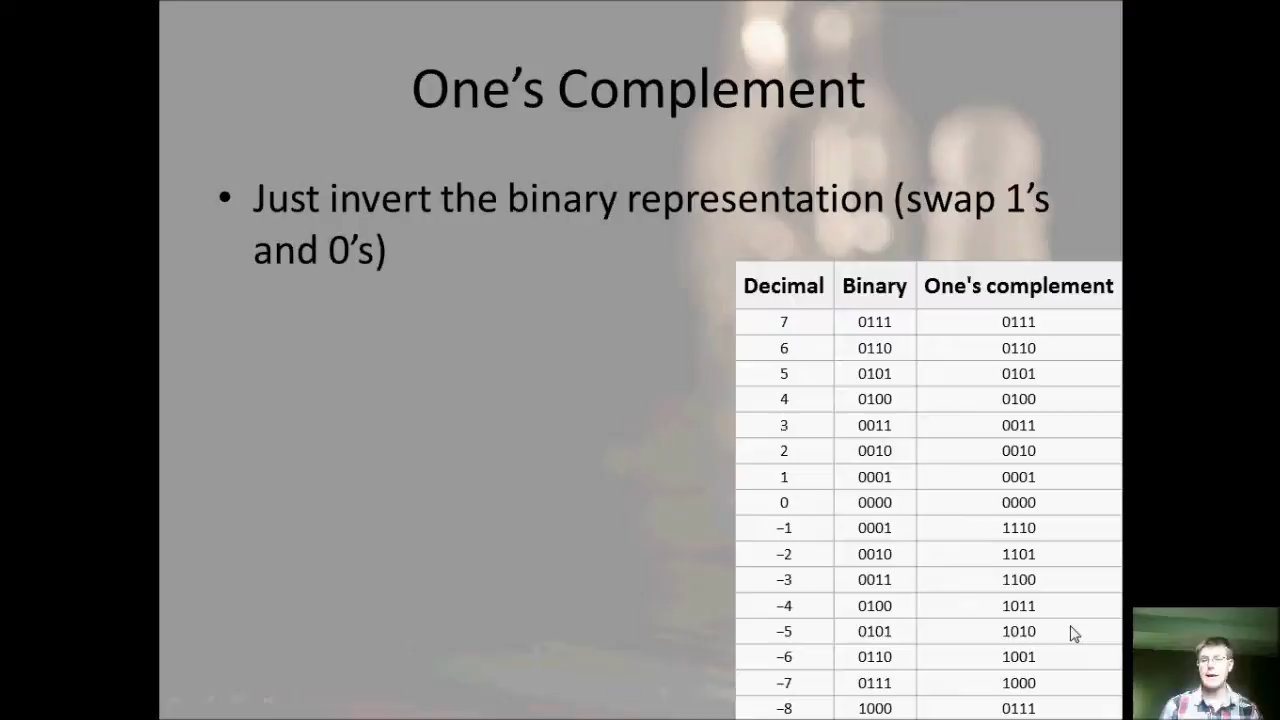 One's Complement
• Just invert the binary representation (swap 1's
and 0's)
Decimal Binary One's complement
7 0111 0111
6 0110 0110
5 0101 0101
4 0100 0100
3 0011 0011
2 0010 0010
1 0001 0001
0 0000 0000
−1 0001 1110
−2 0010 1101
−3 0011 1100
−4 0100 1011
−5 0101 1010
−6 0110 1001
−7 0111 1000
−8 1000 0111